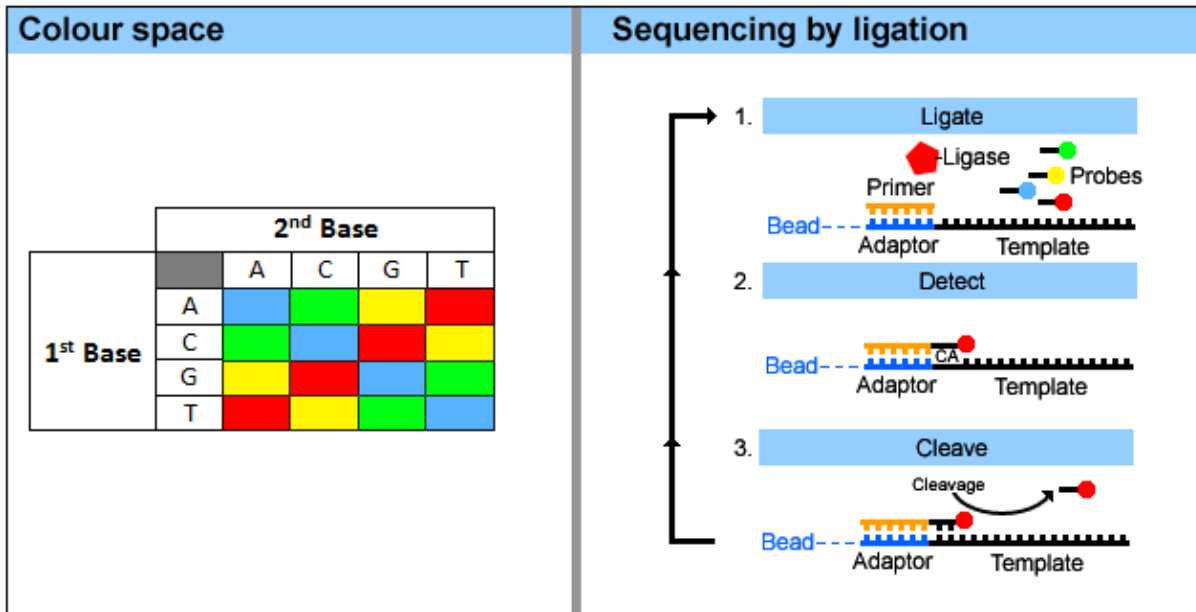 Colour space
2nd Base
A C G T
1st Base
A
C
G
T
Sequencing by ligation
1. Ligate
-Ligase
Primer
Probes
Bead
Adaptor Template
2. Detect
CA
Bead
Adaptor Template
3. Cleave
Cleavage
Bead
Adaptor Template